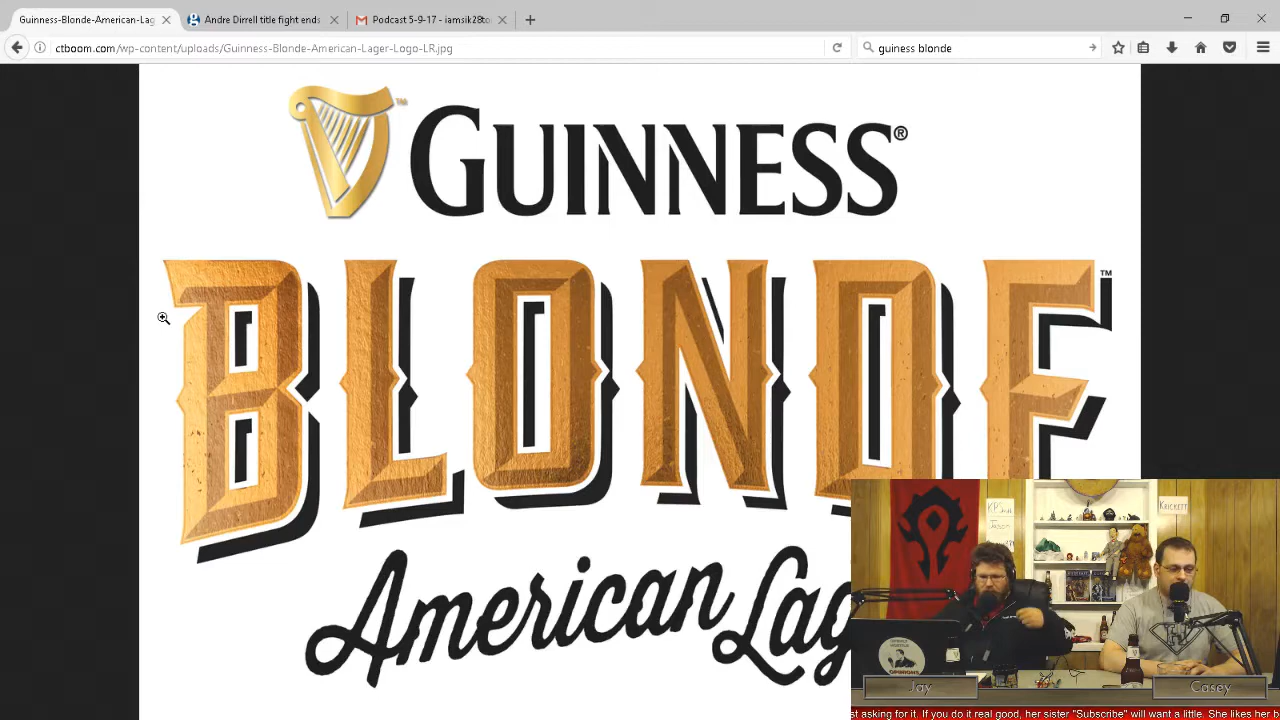 Guinness-Blonde-American-Lag
Andre Dirrell title fight ends
Podcast 5-9-17 - iamsik28@
ctboom.com/wp-content/uploads/Guinness-Blonde-American-Lager-Logo-LR.jpg
guiness blonde
GUINNESS®
BLONDE™
American Lag
KRICKETT
Jason
Jay
Casey
st asking for it. If you do it real good, her sister "Subscribe" will want a little. She likes her b